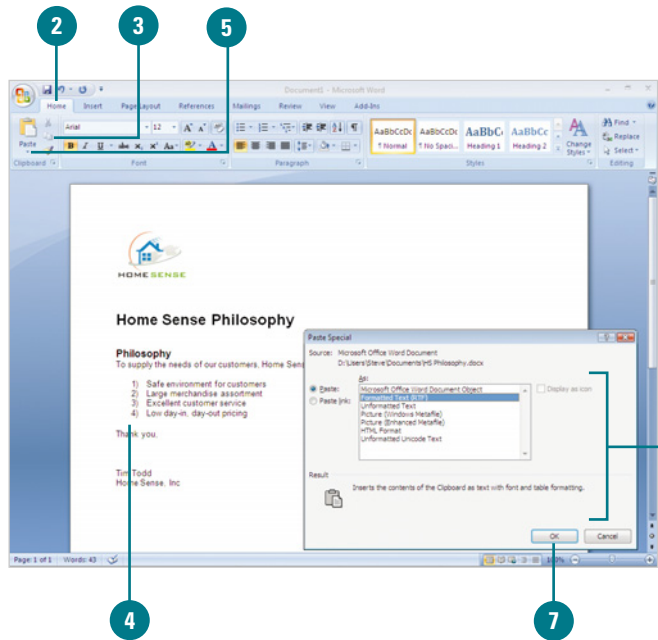 2 3 5
Document1 - Microsoft Word
Home Insert Page Layout References Mailings Review View Add-Ins
Arial 12
AaBbCcDc AaBbCcDc AaBbC AaBbCc
Find
Replace
Select
Paste
B I U abc x₂ x² Aa A
¶ Normal ¶ No Spaci... Heading 1 Heading 2 Change Styles
Clipboard Font Paragraph Styles Editing
HOME SENSE
Home Sense Philosophy
Philosophy
To supply the needs of our customers, Home Sens
1) Safe environment for customers
2) Large merchandise assortment
3) Excellent customer service
4) Low day-in, day-out pricing
Thank you,
Tim Todd
Home Sense, Inc
Paste Special
Source: Microsoft Office Word Document
D:\Users\Steve\Documents\HS Philosophy.docx
As:
Paste:
Paste link:
Microsoft Office Word Document Object
Formatted Text (RTF)
Unformatted Text
Picture (Windows Metafile)
Picture (Enhanced Metafile)
HTML Format
Unformatted Unicode Text
Display as icon
Result
Inserts the contents of the Clipboard as text with font and table formatting.
OK Cancel
Page: 1 of 1 Words: 43 100%
4 7